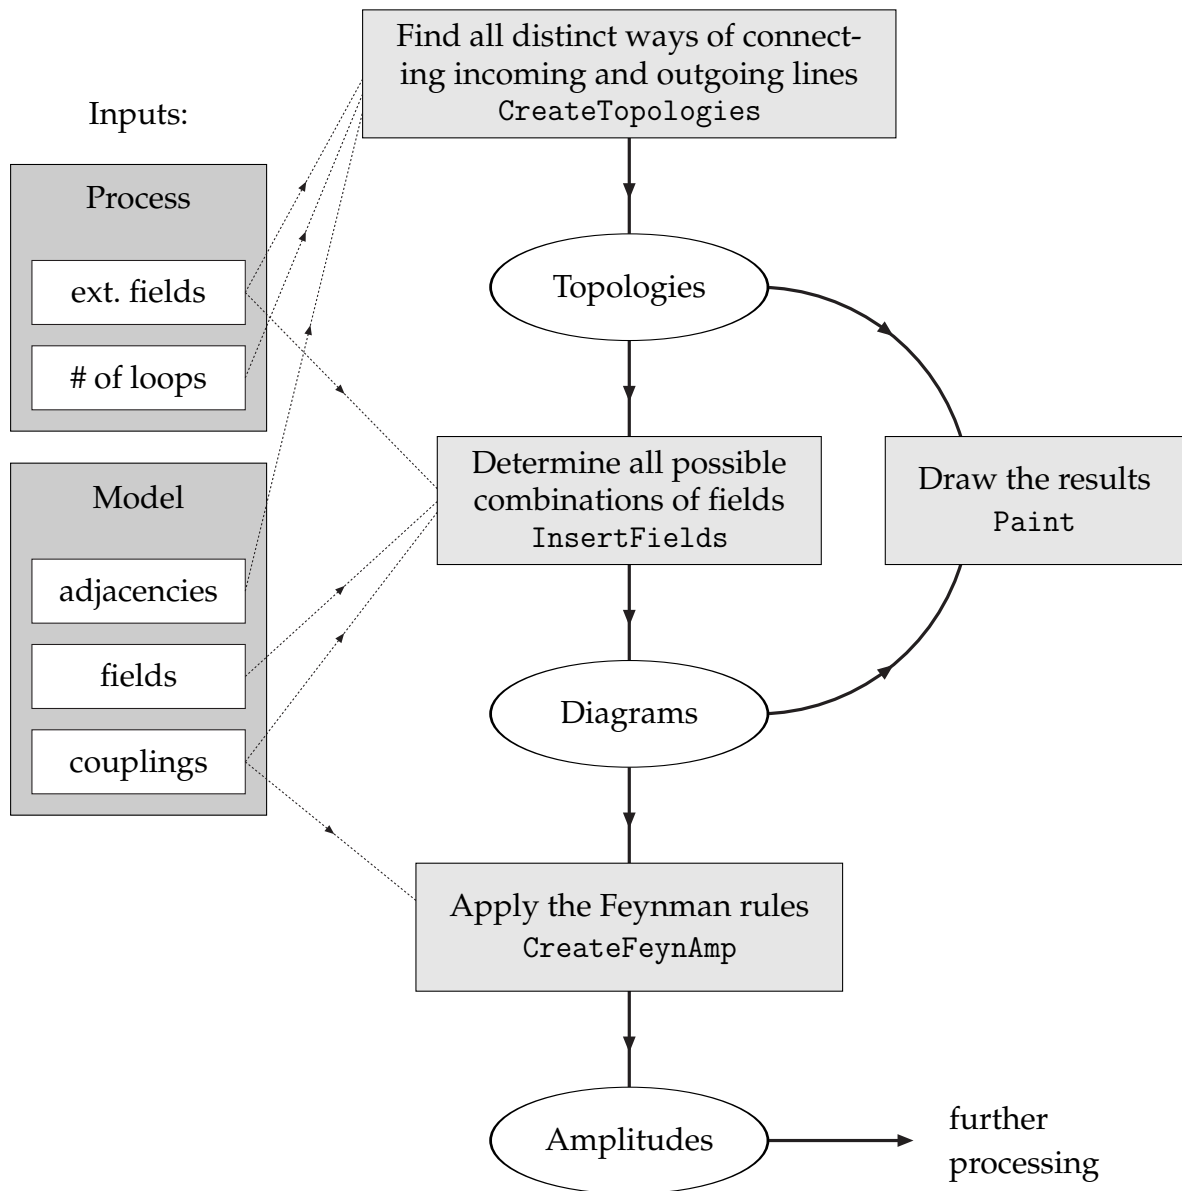 Find all distinct ways of connect-
ing incoming and outgoing lines
CreateTopologies
Inputs:
Process
ext. fields
# of loops
Model
adjacencies
fields
couplings
Topologies
Determine all possible
combinations of fields
InsertFields
Draw the results
Paint
Diagrams
Apply the Feynman rules
CreateFeynAmp
Amplitudes
further
processing